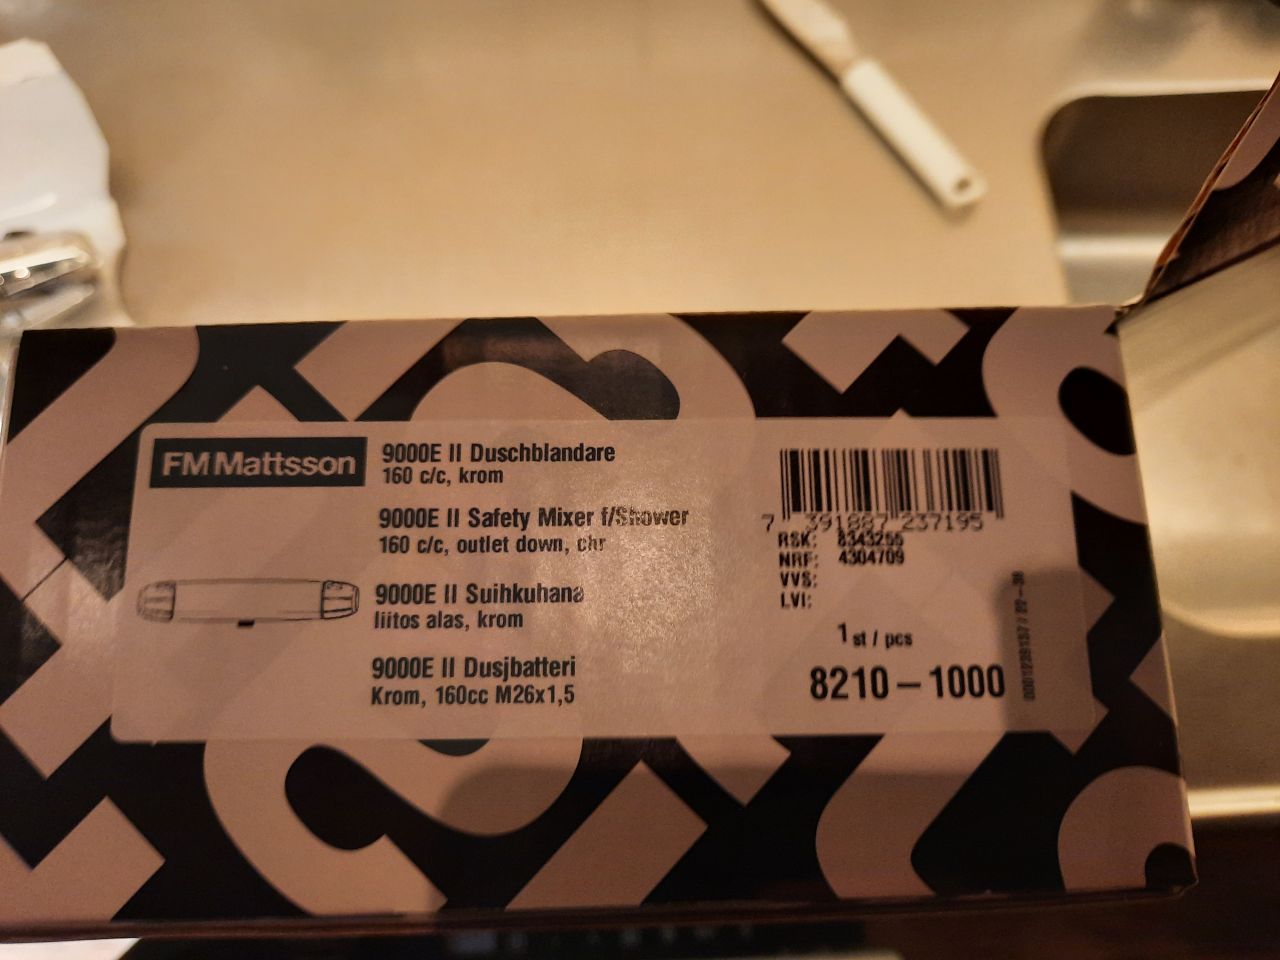 FM Mattsson
9000E II Duschblandare
160 c/c, krom
9000E II Safety Mixer f/Shower
160 c/c, outlet down, chr
9000E II Suihkuhana
liitos alas, krom
9000E II Dusjbatteri
Krom, 160cc M26x1,5
7 391887 237195
RSK: 8343255
NRF: 4304709
VVS:
LVI:
1 st / pcs
8210-1000